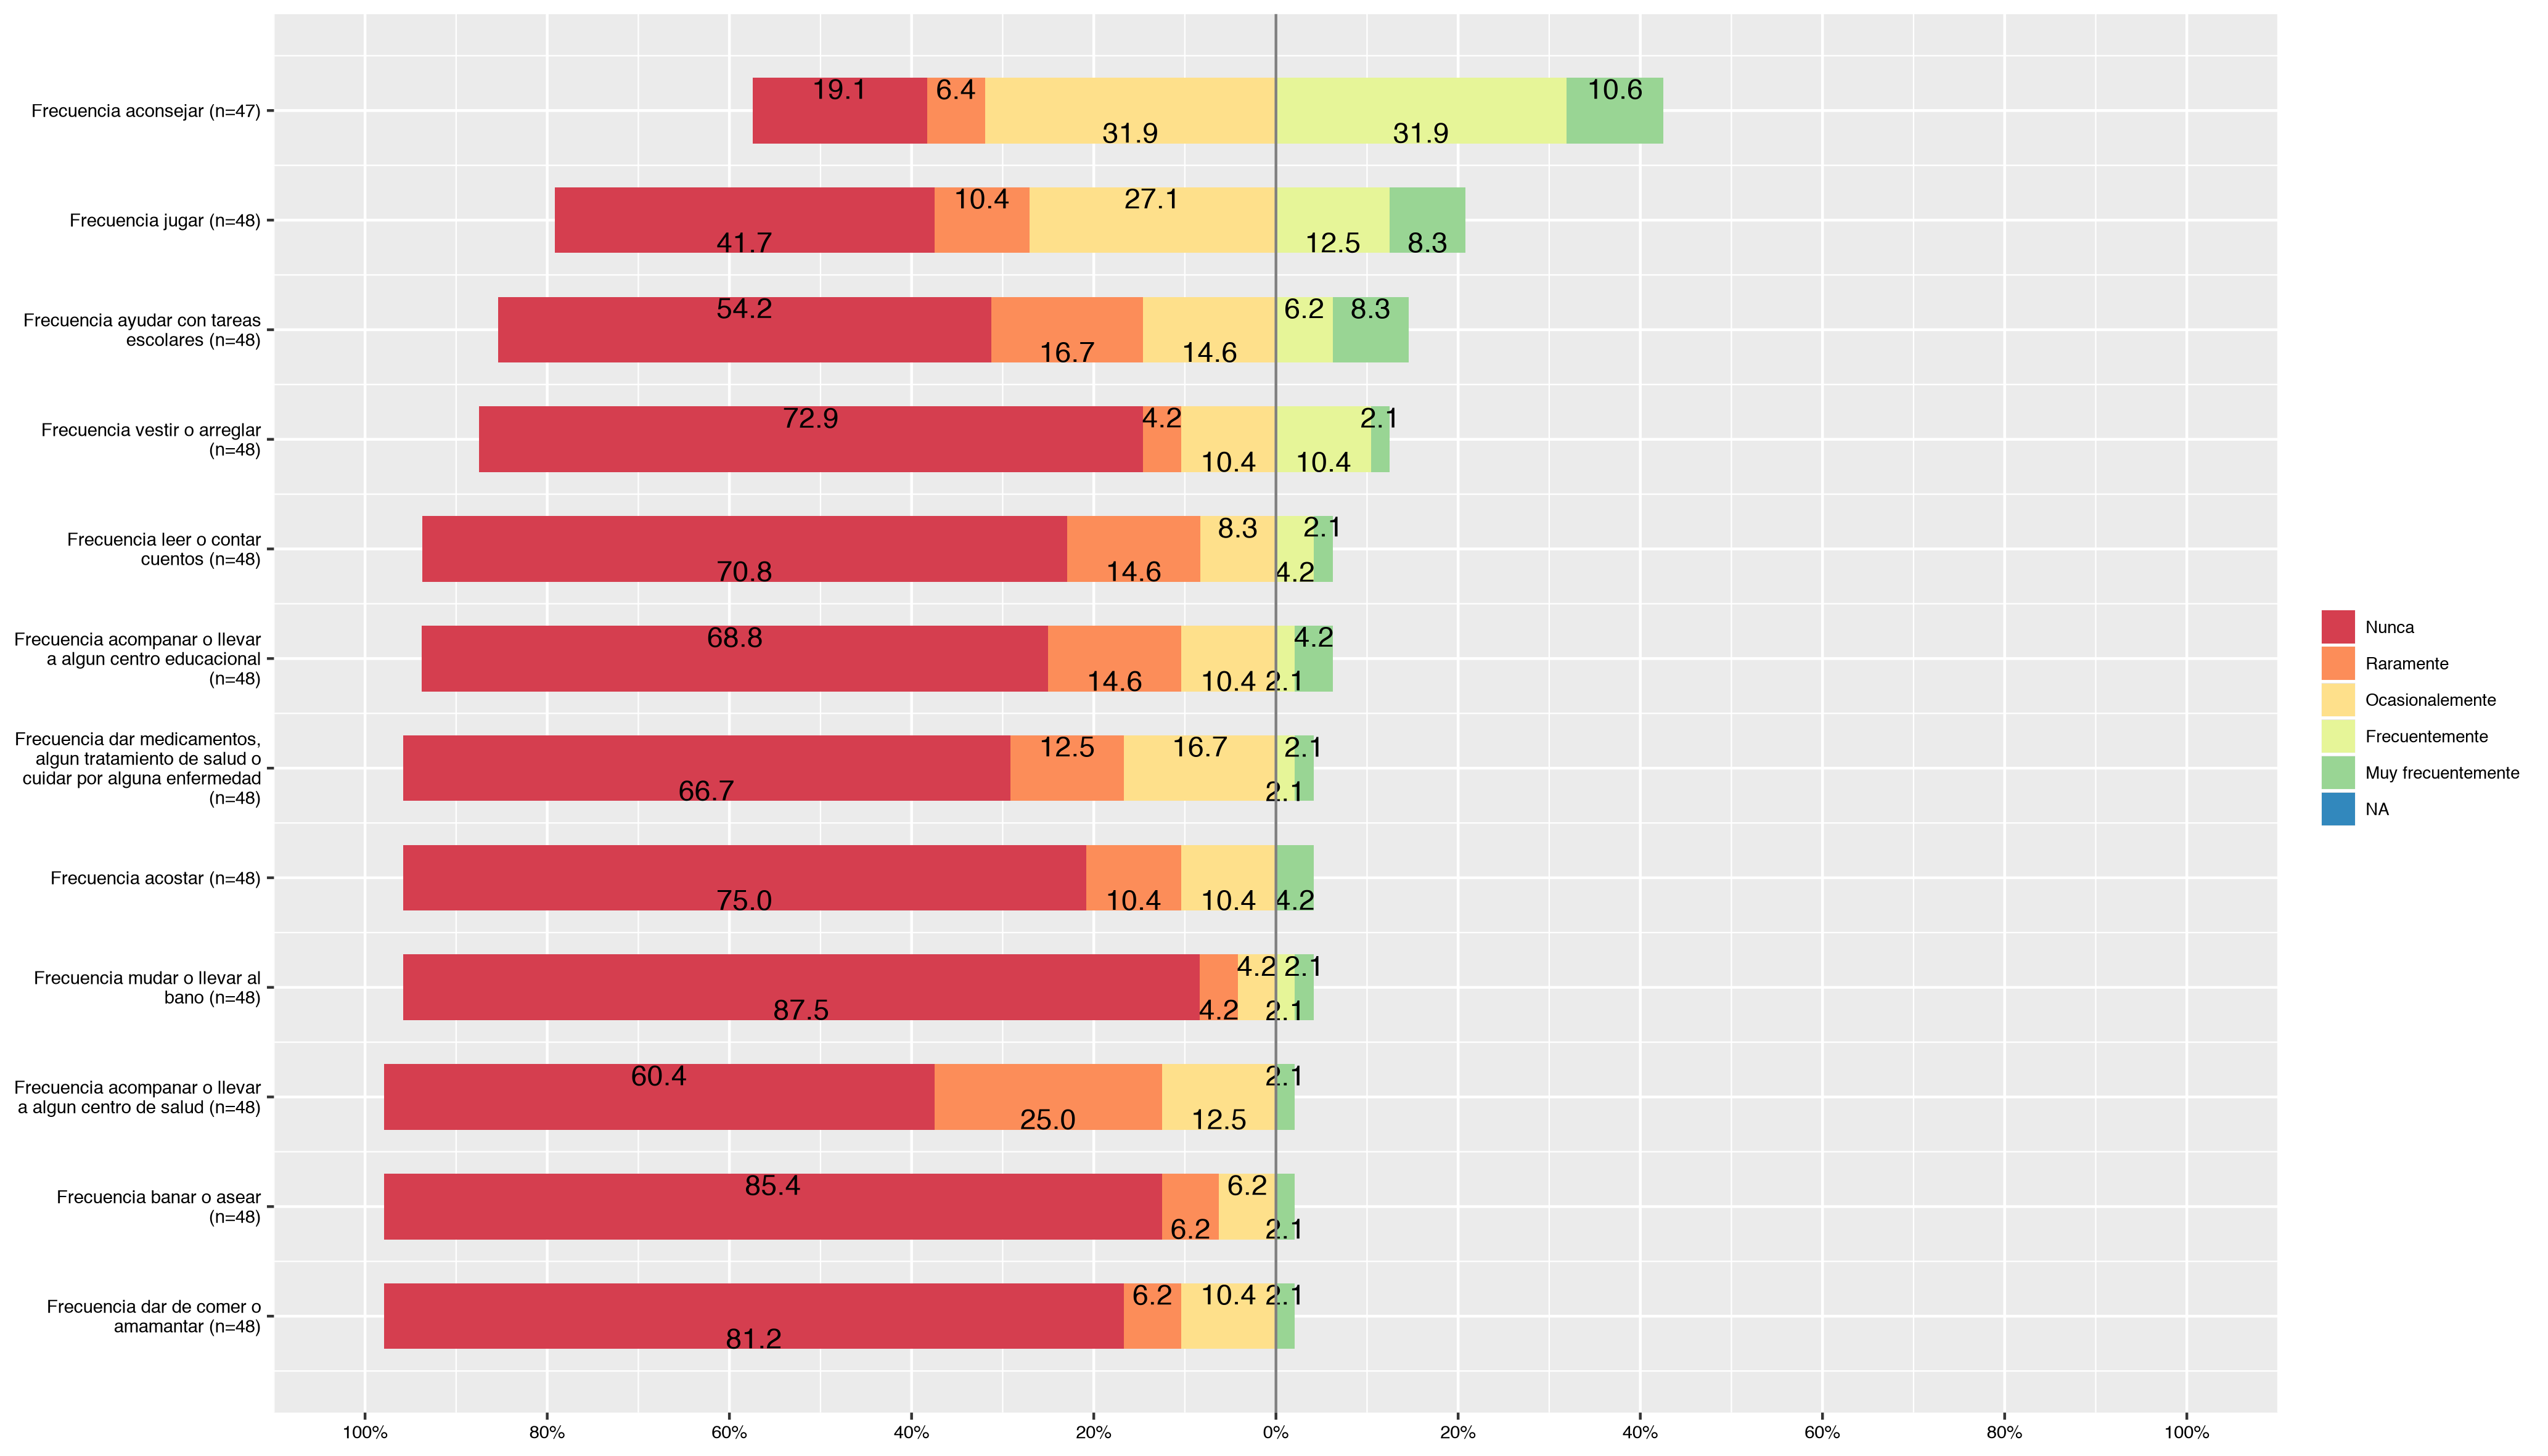 Frecuencia aconsejar (n=47)
19.1 6.4 10.6
31.9 31.9
Frecuencia jugar (n=48)
10.4 27.1
41.7 12.5 8.3
Frecuencia ayudar con tareas
escolares (n=48)
54.2 6.2 8.3
16.7 14.6
Frecuencia vestir o arreglar
(n=48)
72.9 4.2 2.1
10.4 10.4
Frecuencia leer o contar
cuentos (n=48)
8.3 2.1
70.8 14.6 4.2
Frecuencia acompanar o llevar
a algun centro educacional
(n=48)
68.8 4.2
14.6 10.4 2.1
Frecuencia dar medicamentos,
algun tratamiento de salud o
cuidar por alguna enfermedad
(n=48)
12.5 16.7 2.1
66.7 2.1
Frecuencia acostar (n=48)
75.0 10.4 10.4 4.2
Frecuencia mudar o llevar al
bano (n=48)
4.2 2.1
87.5 4.2 2.1
Frecuencia acompanar o llevar
a algun centro de salud (n=48)
60.4 2.1
25.0 12.5
Frecuencia banar o asear
(n=48)
85.4 6.2
6.2 2.1
Frecuencia dar de comer o
amamantar (n=48)
6.2 10.4 2.1
81.2
100% 80% 60% 40% 20% 0% 20% 40% 60% 80% 100%
Nunca
Raramente
Ocasionalemente
Frecuentemente
Muy frecuentemente
NA